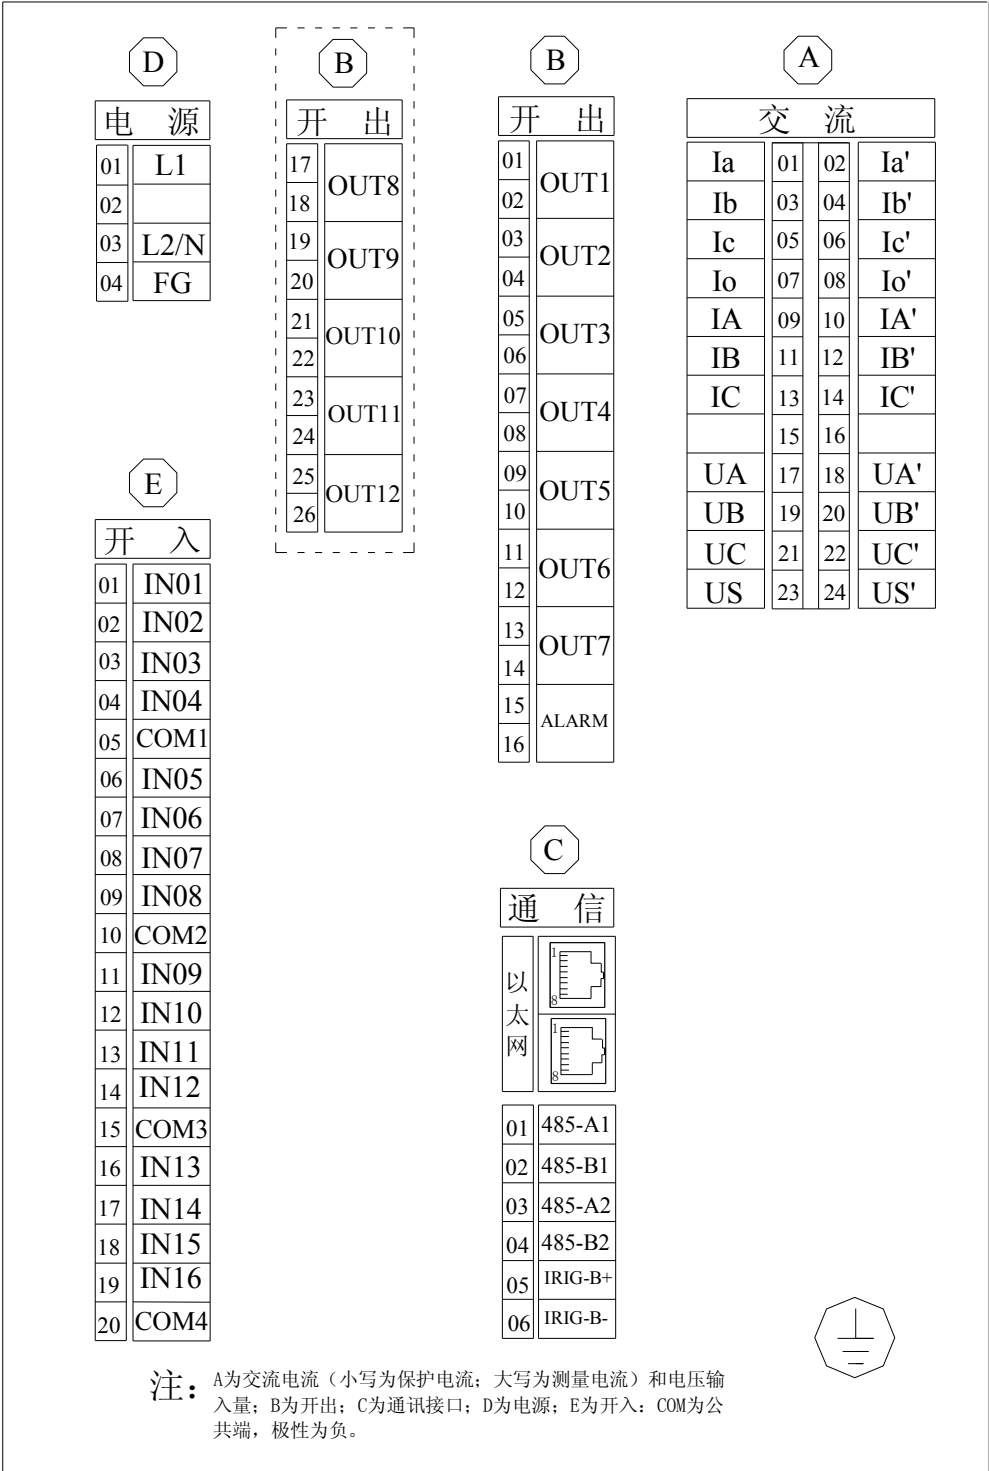 D
电 源
01 L1
02
03 L2/N
04 FG
B
开 出
17
18
OUT8
19
20
OUT9
21
22
OUT10
23
24
OUT11
25
26
OUT12
B
开 出
01
02
OUT1
03
04
OUT2
05
06
OUT3
07
08
OUT4
09
10
OUT5
11
12
OUT6
13
14
OUT7
15
16
ALARM
A
交 流
Ia 01 02 Ia'
Ib 03 04 Ib'
Ic 05 06 Ic'
Io 07 08 Io'
IA 09 10 IA'
IB 11 12 IB'
IC 13 14 IC'
15 16
UA 17 18 UA'
UB 19 20 UB'
UC 21 22 UC'
US 23 24 US'
E
开 入
01 IN01
02 IN02
03 IN03
04 IN04
05 COM1
06 IN05
07 IN06
08 IN07
09 IN08
10 COM2
11 IN09
12 IN10
13 IN11
14 IN12
15 COM3
16 IN13
17 IN14
18 IN15
19 IN16
20 COM4
C
通 信
以
太
网
1
8
1
8
01 485-A1
02 485-B1
03 485-A2
04 485-B2
05 IRIG-B+
06 IRIG-B-
注：A为交流电流（小写为保护电流；大写为测量电流）和电压输
入量；B为开出；C为通讯接口；D为电源；E为开入：COM为公
共端，极性为负。